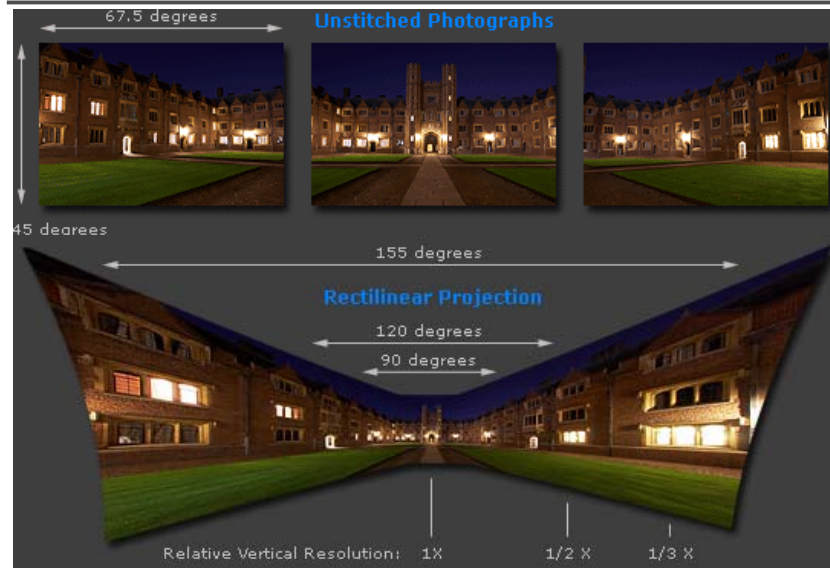 67.5 degrees
Unstitched Photographs
45 degrees
155 degrees
Rectilinear Projection
120 degrees
90 degrees
Relative Vertical Resolution: 1X 1/2 X 1/3 X